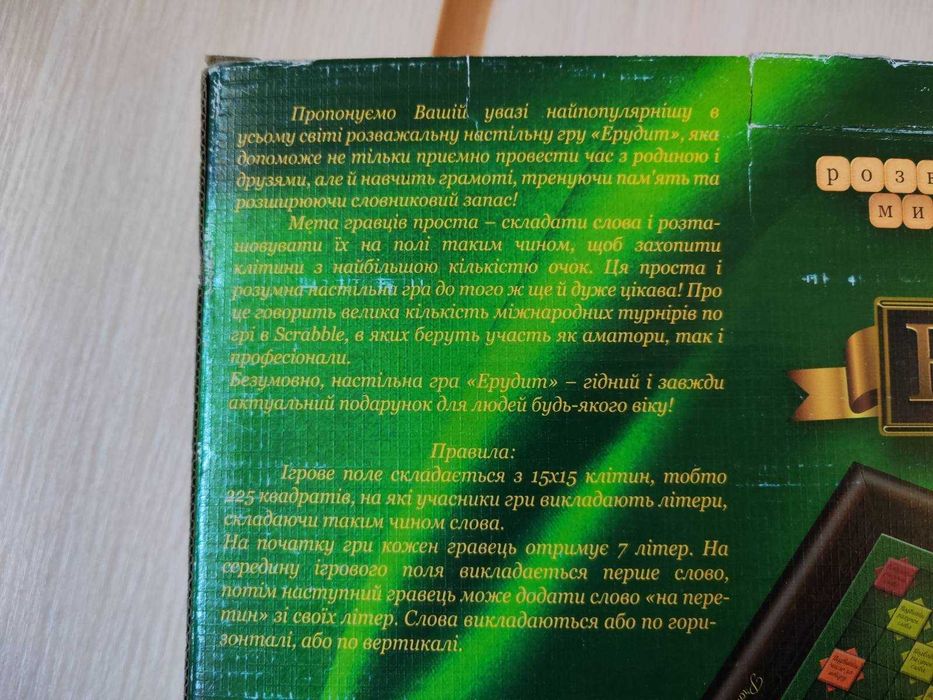 Пропонуємо Вашій увазі найпопулярнішу в
усьому світі розважальну настільну гру «Ерудит», яка
допоможе не тільки приємно провести час з родиною і
друзями, але й навчить грамоті, тренуючи пам'ять та
розширюючи словниковий запас!
Мета гравців проста – складати слова і розта-
шовувати їх на полі таким чином, щоб захопити
клітини з найбільшою кількістю очок. Ця проста і
розумна настільна гра до того ж ще й дуже цікава! Про
це говорить велика кількість міжнародних турнірів по
грі в Scrabble, в яких беруть участь як аматори, так і
професіонали.
Безумовно, настільна гра «Ерудит» – гідний і завжди
актуальний подарунок для людей будь-якого віку!
Правила:
Ігрове поле складається з 15х15 клітин, тобто
225 квадратів, на які учасники гри викладають літери,
складаючи таким чином слова.
На початку гри кожен гравець отримує 7 літер. На
середину ігрового поля викладається перше слово,
потім наступний гравець може додати слово «на пере-
тин» зі своїх літер. Слова викладаються або по гори-
зонталі, або по вертикалі.
розв
ми